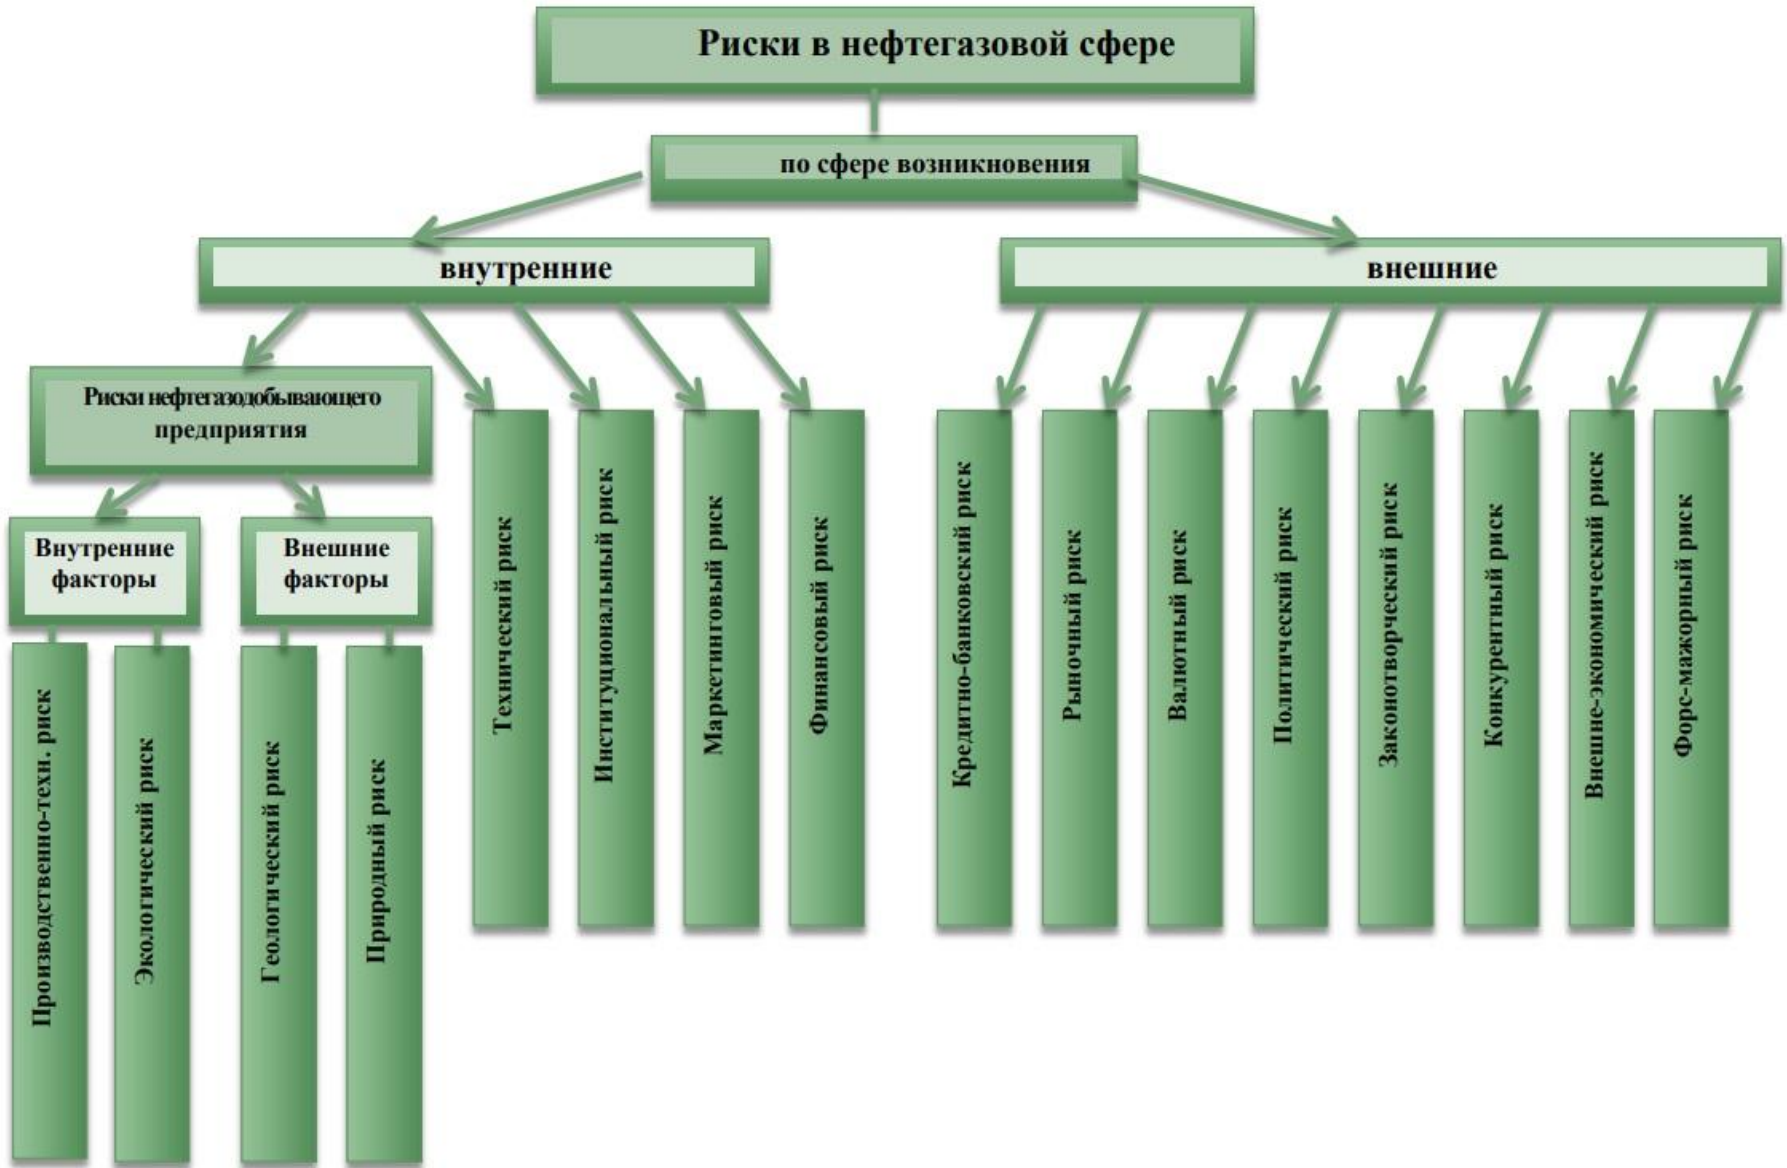 Риски в нефтегазовой сфере
по сфере возникновения
внутренние
внешние
Риски нефтегазодобывающего
предприятия
Внутренние
факторы
Внешние
факторы
Производственно-техн. риск
Экологический риск
Геологический риск
Природный риск
Технический риск
Институциональный риск
Маркетинговый риск
Финансовый риск
Кредитно-банковский риск
Рыночный риск
Валютный риск
Политический риск
Законотворческий риск
Конкурентный риск
Внешне-экономический риск
Форс-мажорный риск